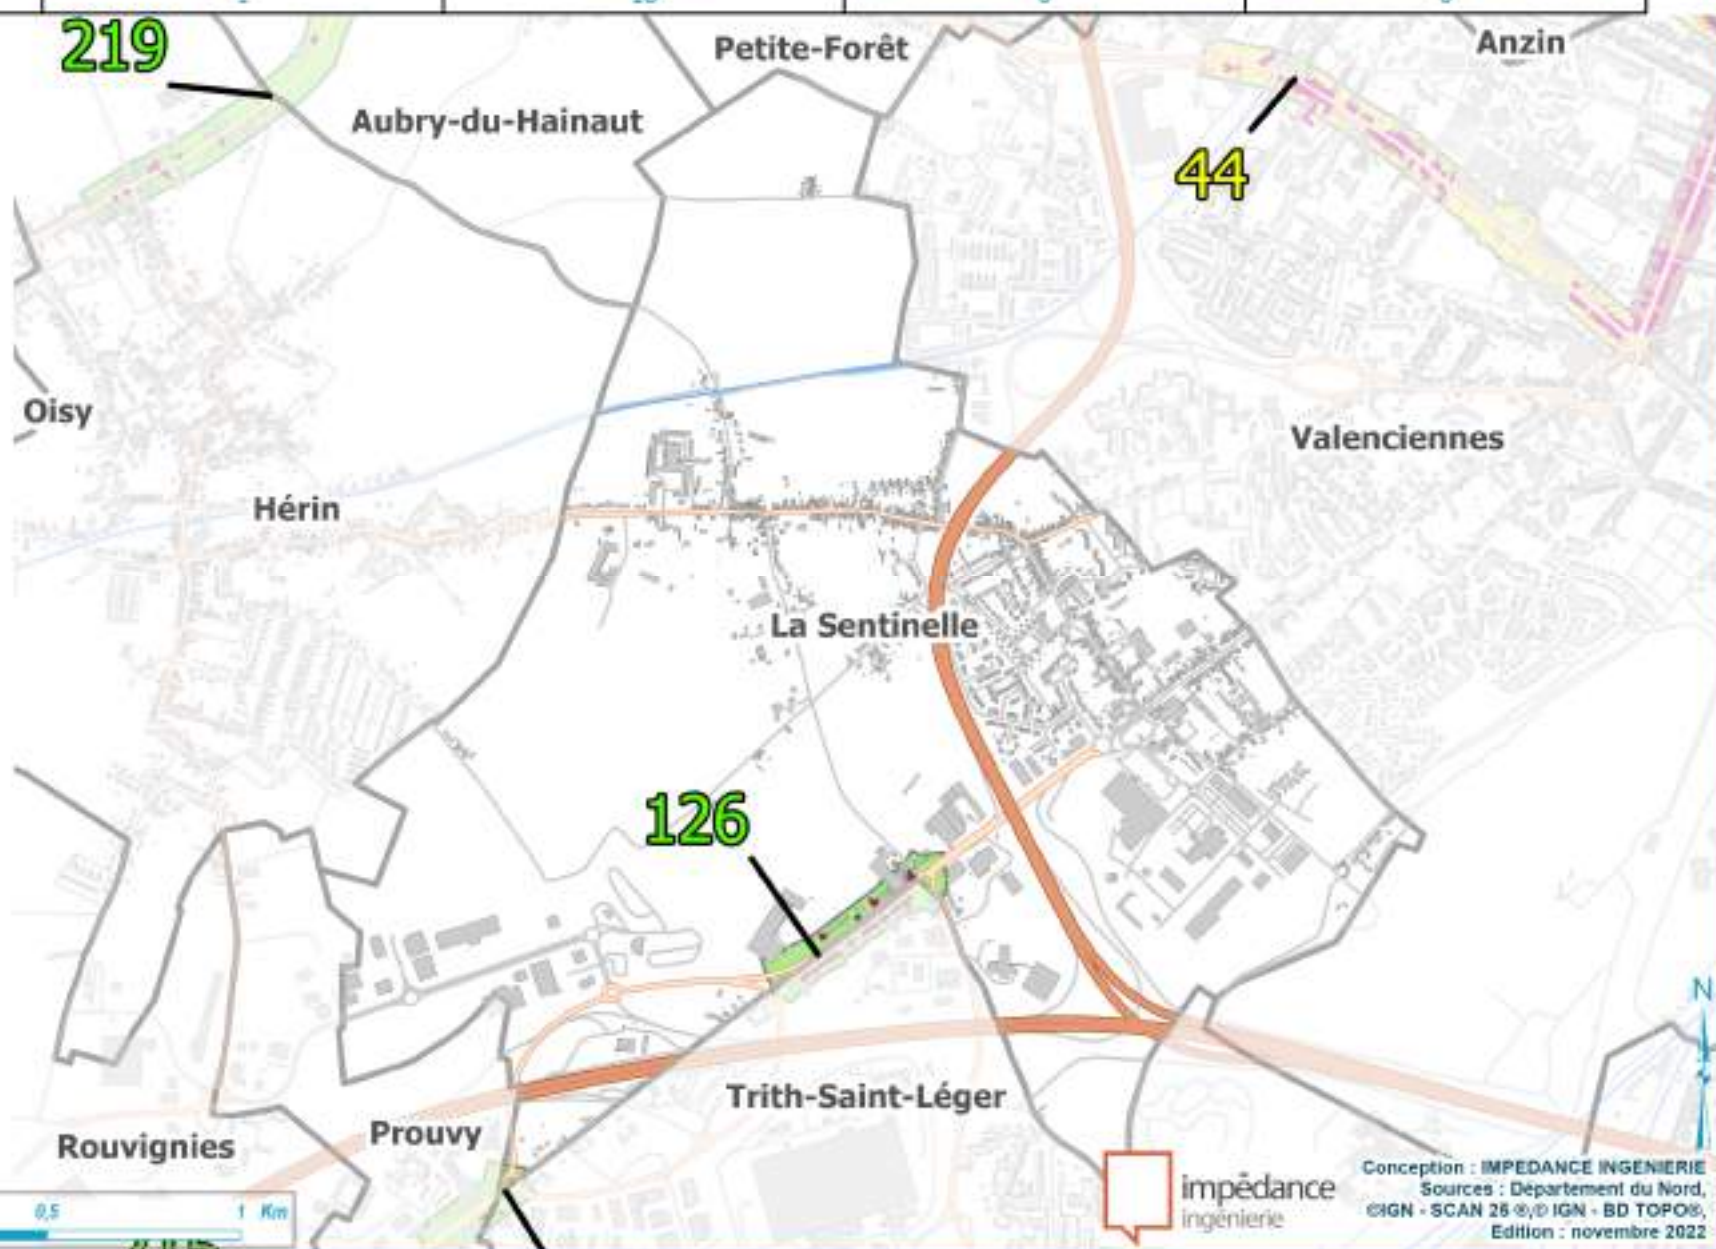 219
Petite-Forêt
Anzin
Aubry-du-Hainaut
44
Oisy
Valenciennes
Hérin
La Sentinelle
126
Trith-Saint-Léger
Prouvy
Rouvignies
N
0,5 1 Km
impédance
ingénierie
Conception : IMPEDANCE INGENIERIE
Sources : Département du Nord,
©IGN - SCAN 25 ®,© IGN - BD TOPO®,
Edition : novembre 2022